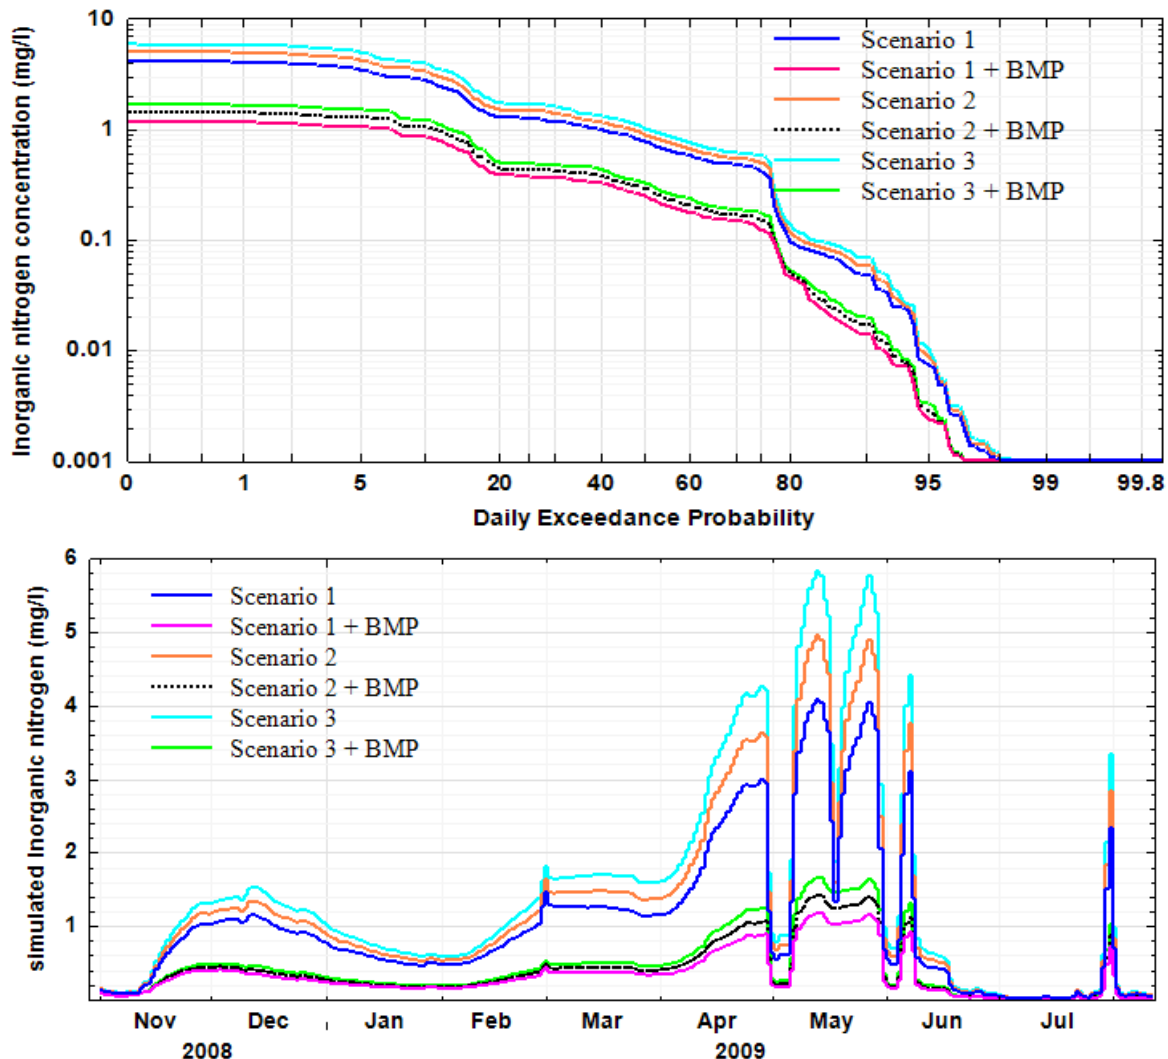 Inorganic nitrogen concentration (mg/l)
10
1
0.1
0.01
0.001
Scenario 1
Scenario 1 + BMP
Scenario 2
Scenario 2 + BMP
Scenario 3
Scenario 3 + BMP
0 1 5 20 40 60 80 95 99 99.8
Daily Exceedance Probability
simulated Inorganic nitrogen (mg/l)
6
5
4
3
2
1
Scenario 1
Scenario 1 + BMP
Scenario 2
Scenario 2 + BMP
Scenario 3
Scenario 3 + BMP
Nov Dec Jan Feb Mar Apr May Jun Jul
2008 2009